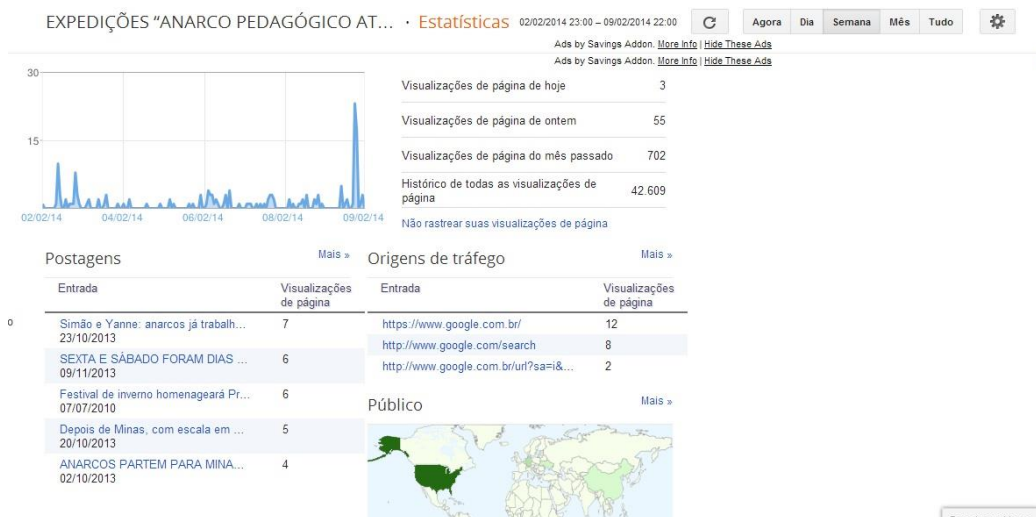 EXPEDIÇÕES “ANARCO PEDAGÓGICO AT... · Estatísticas 02/02/2014 23:00 – 09/02/2014 22:00 Agora Dia Semana Mês Tudo
Ads by Savings Addon. More Info | Hide These Ads
Ads by Savings Addon. More Info | Hide These Ads
30
15
02/02/14 04/02/14 06/02/14 08/02/14 09/02/14
Visualizações de página de hoje 3
Visualizações de página de ontem 55
Visualizações de página do mês passado 702
Histórico de todas as visualizações de
página 42.609
Não rastrear suas visualizações de página
Postagens Mais »
Entrada Visualizações
de página
Simão e Yanne: anarcos já trabalh... 7
23/10/2013
SEXTA E SÁBADO FORAM DIAS ... 6
09/11/2013
Festival de inverno homenageará Pr... 6
07/07/2010
Depois de Minas, com escala em ... 5
20/10/2013
ANARCOS PARTEM PARA MINA... 4
02/10/2013
Origens de tráfego Mais »
Entrada Visualizações
de página
https://www.google.com.br/ 12
http://www.google.com/search 8
http://www.google.com.br/url?sa=i&... 2
Público Mais »